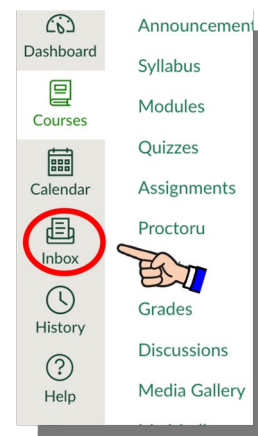 Dashboard
Courses
Calendar
Inbox
History
Help
Announcement
Syllabus
Modules
Quizzes
Assignments
Proctoru
Grades
Discussions
Media Gallery